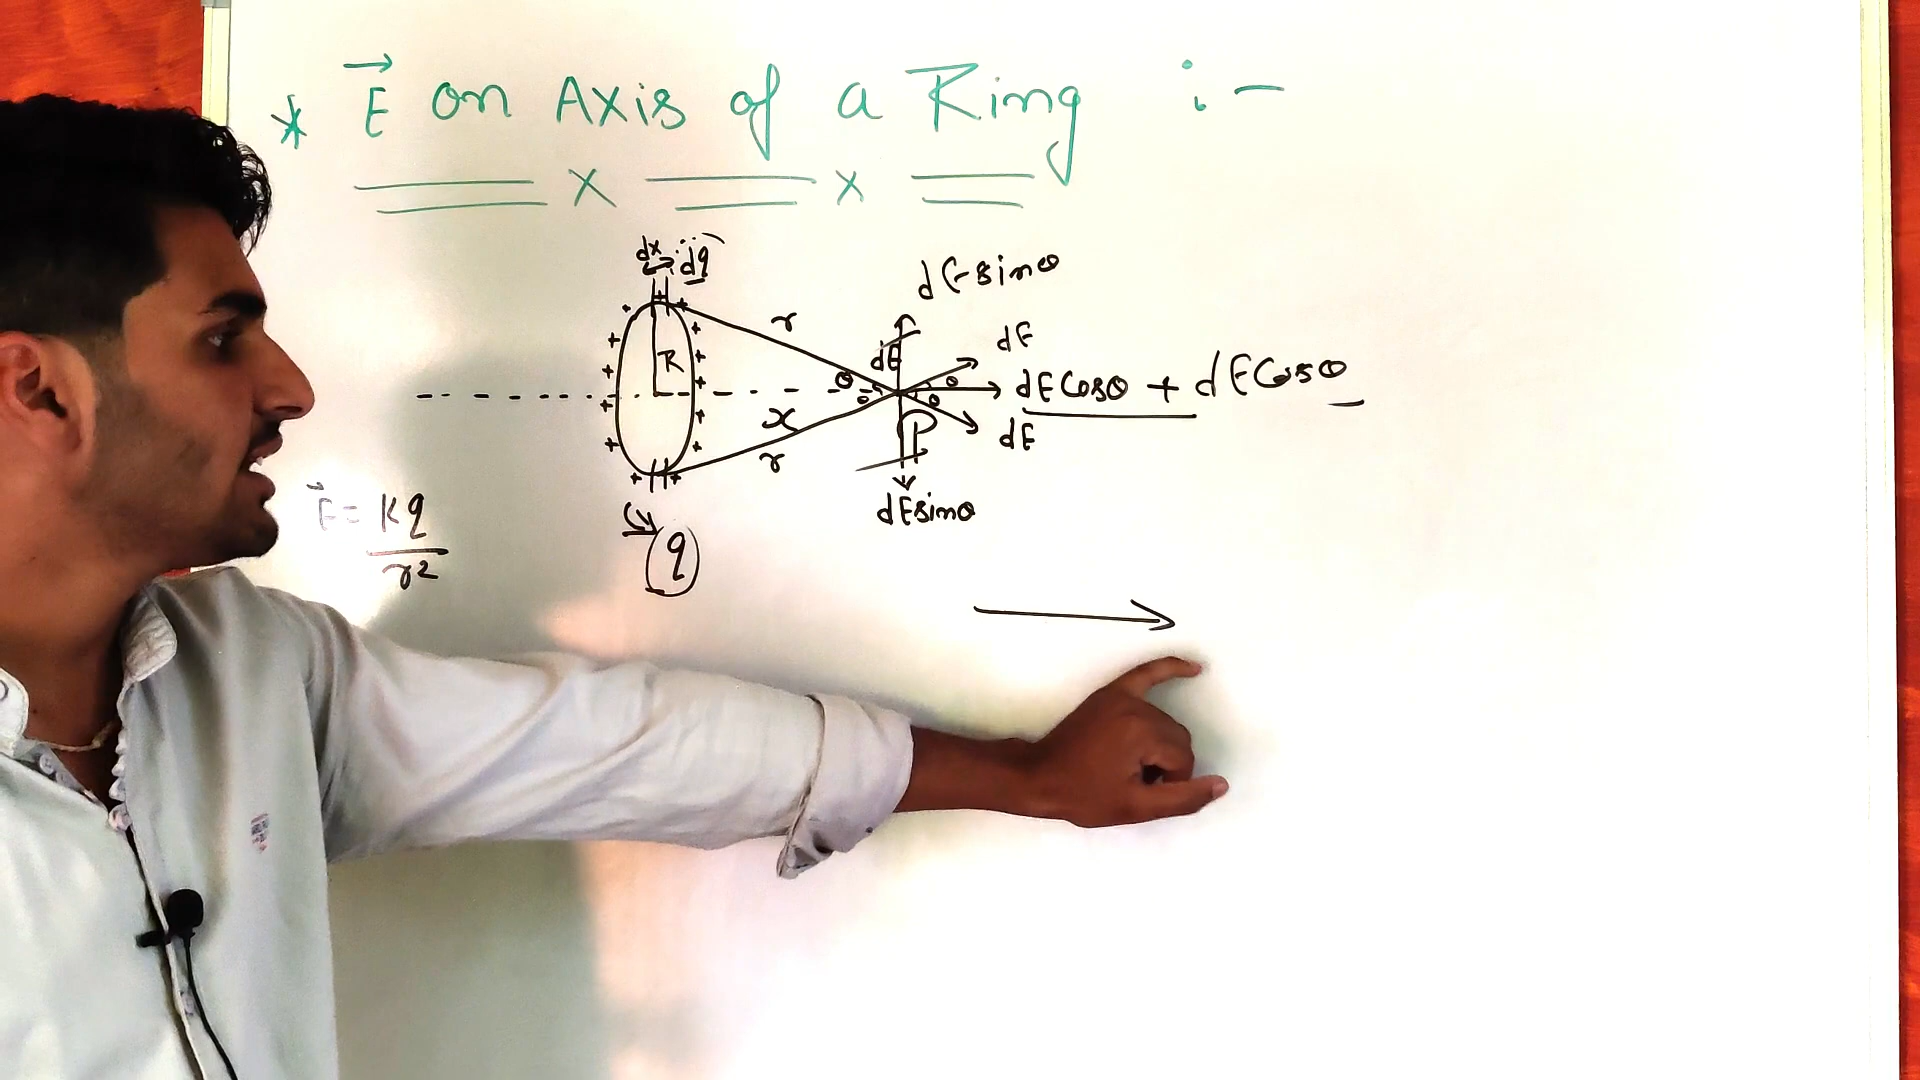 * E on Axis of a Ring :-
dx dq
dE sinθ
r
dE
R
dE
θ θ
dE Cosθ + dE Cosθ
θ θ
x
P
dE
r
dE sinθ
E = Kq
r2
q